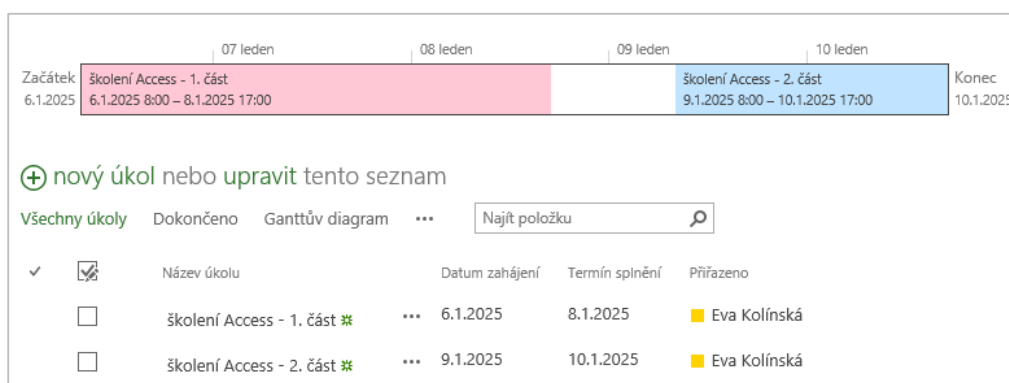 07 leden 08 leden 09 leden 10 leden
Začátek školení Access - 1. část školení Access - 2. část Konec
6.1.2025 6.1.2025 8:00 – 8.1.2025 17:00 9.1.2025 8:00 – 10.1.2025 17:00 10.1.2025
nový úkol nebo upravit tento seznam
Všechny úkoly Dokončeno Ganttův diagram ••• Najít položku
Název úkolu Datum zahájení Termín splnění Přiřazeno
školení Access - 1. část ••• 6.1.2025 8.1.2025 Eva Kolínská
školení Access - 2. část ••• 9.1.2025 10.1.2025 Eva Kolínská